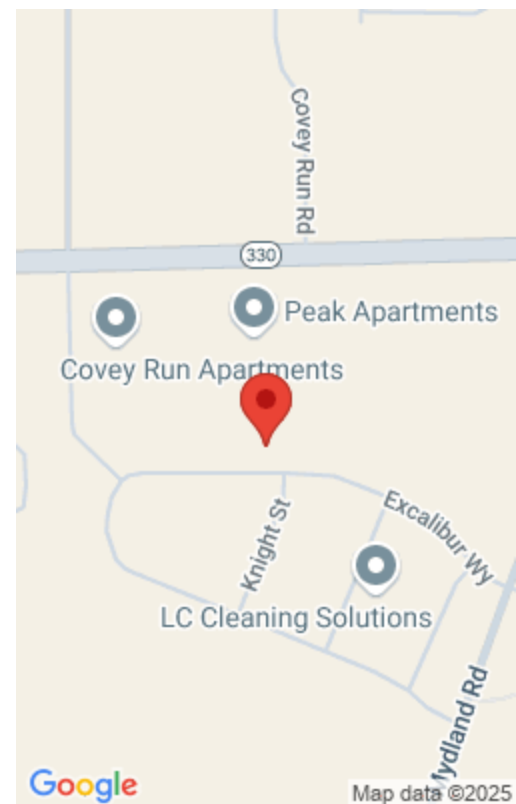 Covey Run Rd
330
Peak Apartments
Covey Run Apartments
Knight St
Excalibur Wy
LC Cleaning Solutions
Mydland Rd
Google
Map data ©2025